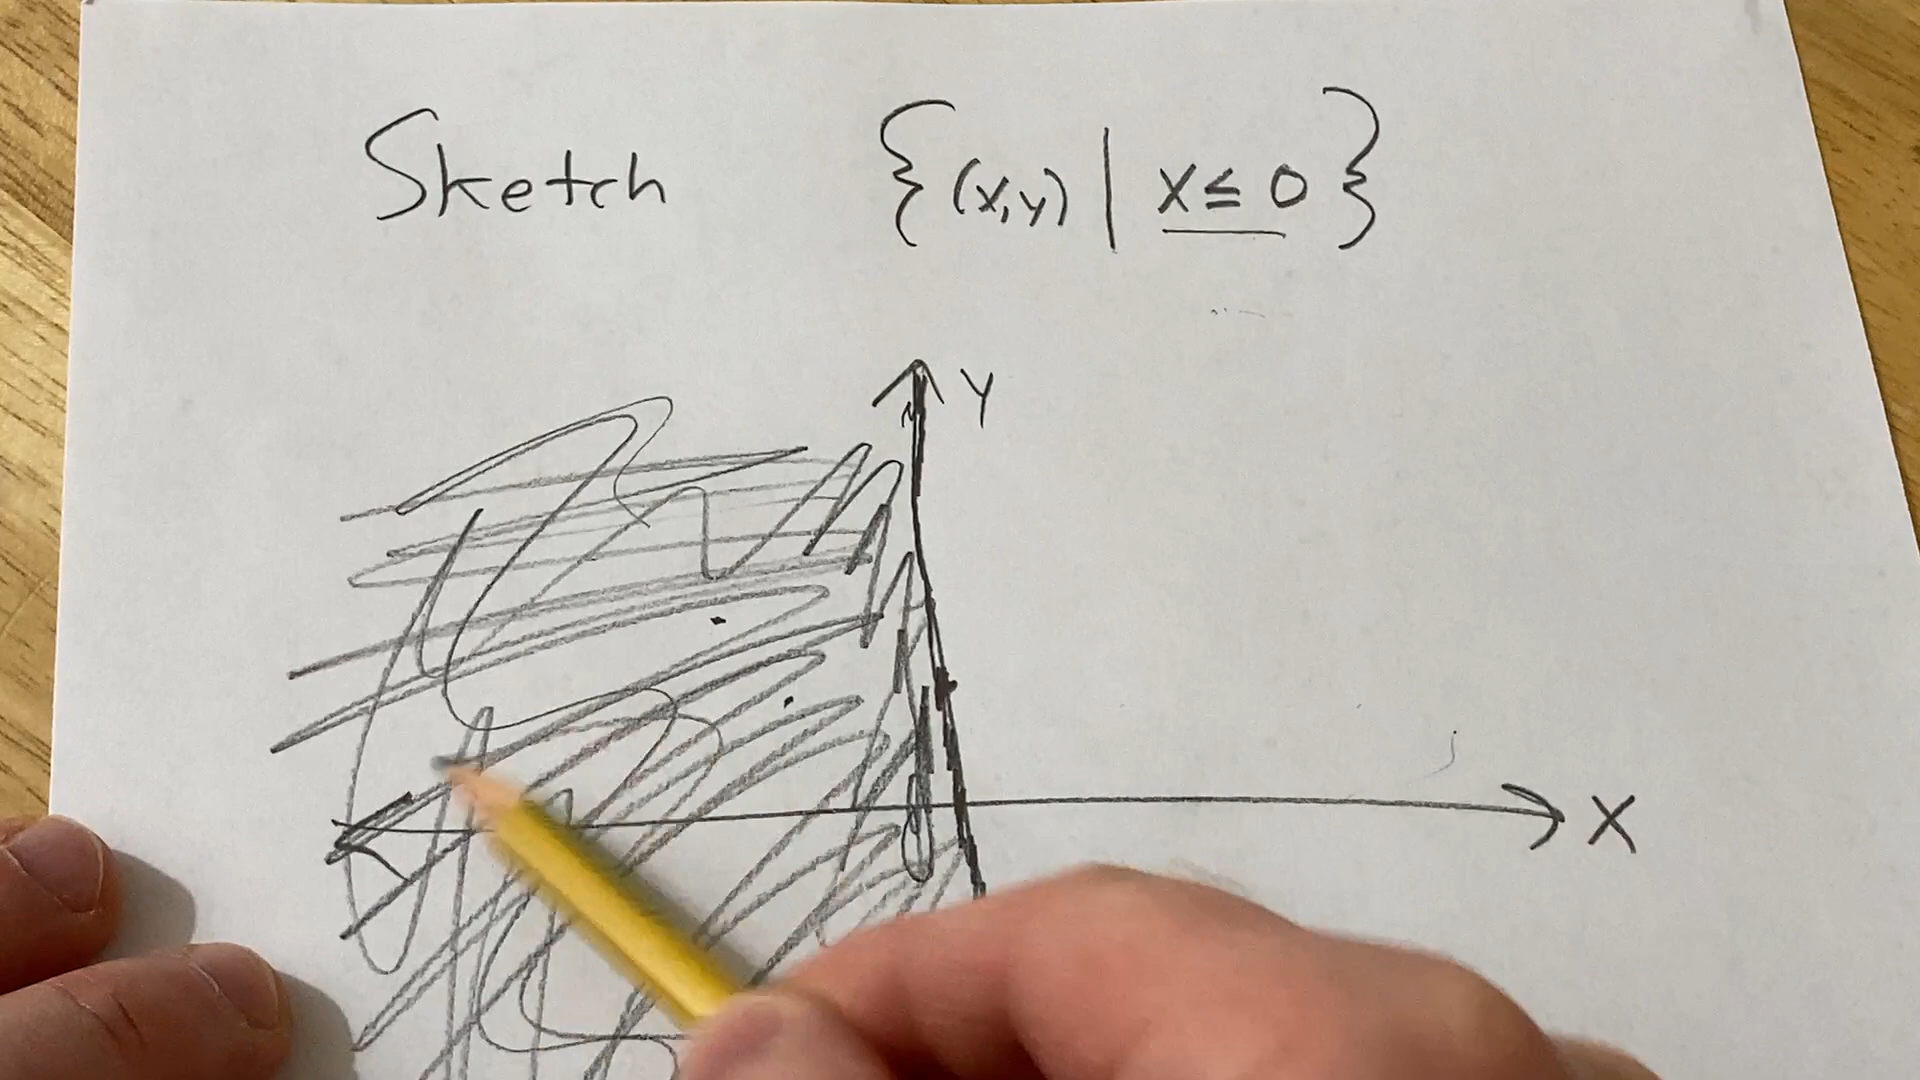 Sketch {(x,y) | x ≤ 0}
Y
X